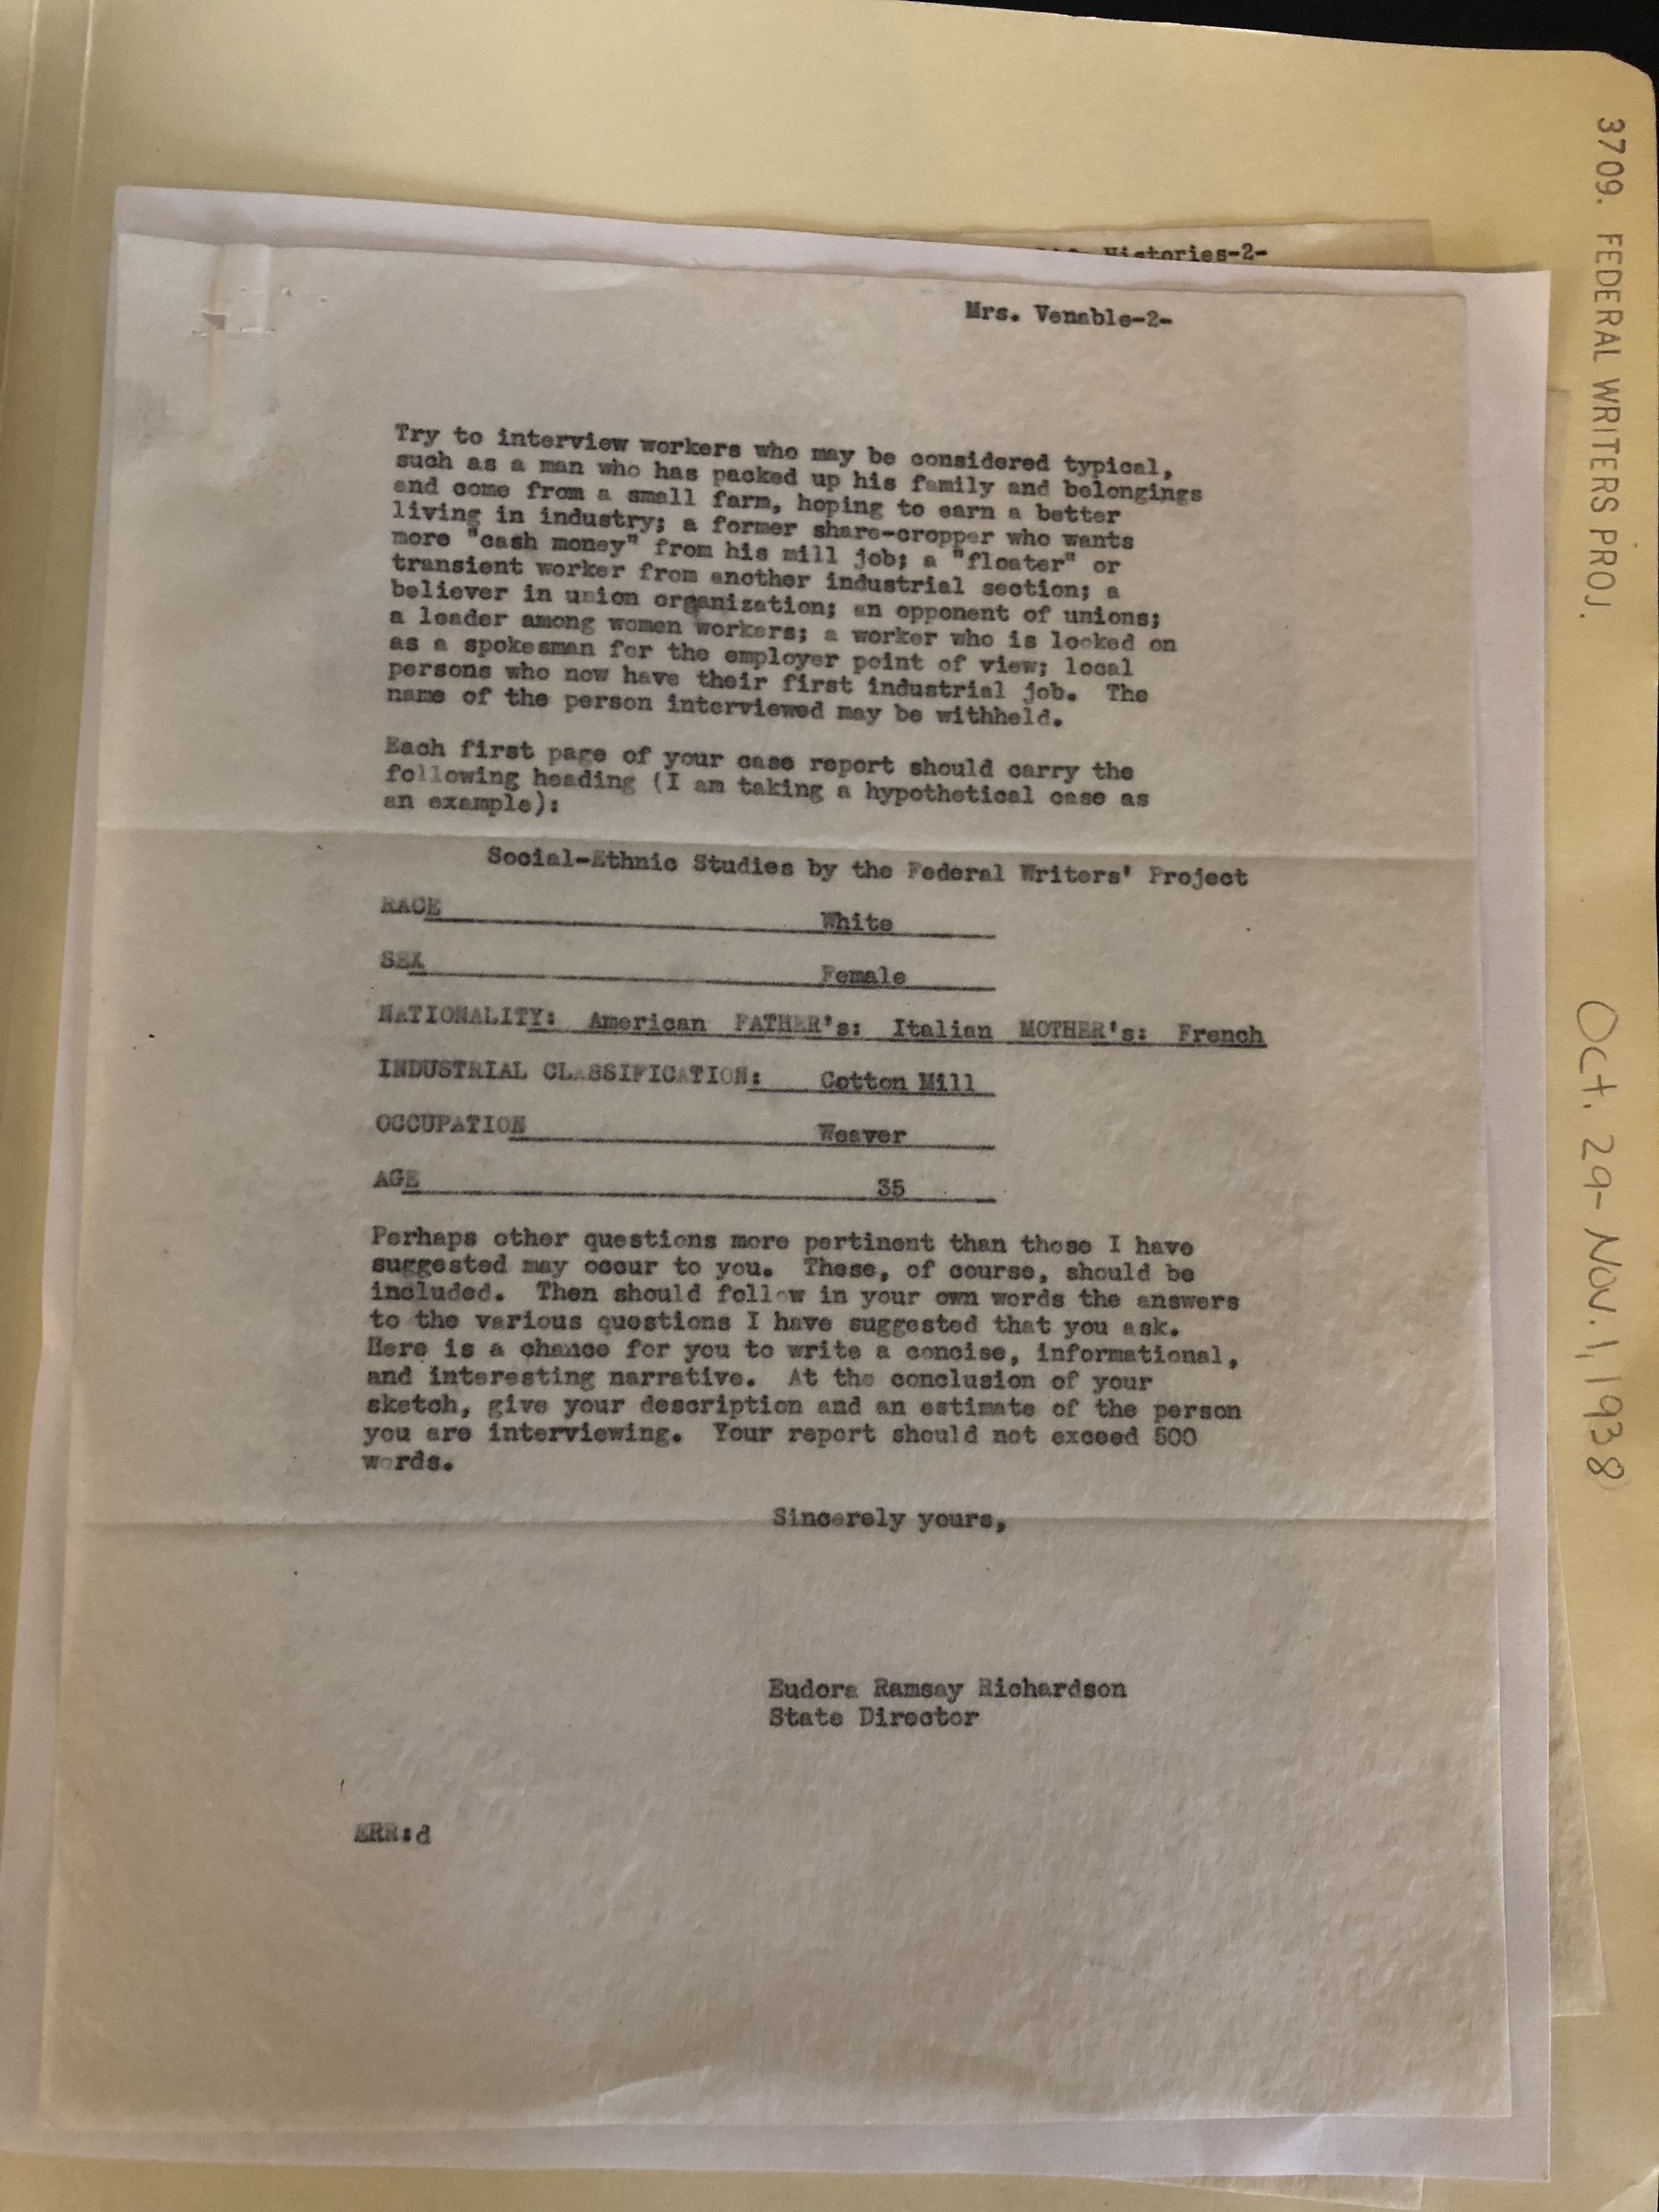 3709. FEDERAL WRITERS PROJ.
Oct. 29- Nov. 1, 1938
Histories-2-
Mrs. Venable-2-
Try to interview workers who may be considered typical,
such as a man who has packed up his family and belongings
and come from a small farm, hoping to earn a better
living in industry; a former share-cropper who wants
more "cash money" from his mill job; a "floater" or
transient worker from another industrial section; a
believer in union organization; an opponent of unions;
a leader among women workers; a worker who is looked on
as a spokesman for the employer point of view; local
persons who now have their first industrial job.  The
name of the person interviewed may be withheld.
Each first page of your case report should carry the
following heading (I am taking a hypothetical case as
an example):
Social-Ethnic Studies by the Federal Writers' Project
RACE White
SEX Female
NATIONALITY: American FATHER's: Italian MOTHER's: French
INDUSTRIAL CLASSIFICATION: Cotton Mill
OCCUPATION Weaver
AGE 35
Perhaps other questions more pertinent than those I have
suggested may occur to you.  These, of course, should be
included.  Then should follow in your own words the answers
to the various questions I have suggested that you ask.
Here is a chance for you to write a concise, informational,
and interesting narrative.  At the conclusion of your
sketch, give your description and an estimate of the person
you are interviewing.  Your report should not exceed 500
words.
Sincerely yours,
Eudora Ramsay Richardson
State Director
ERR:d